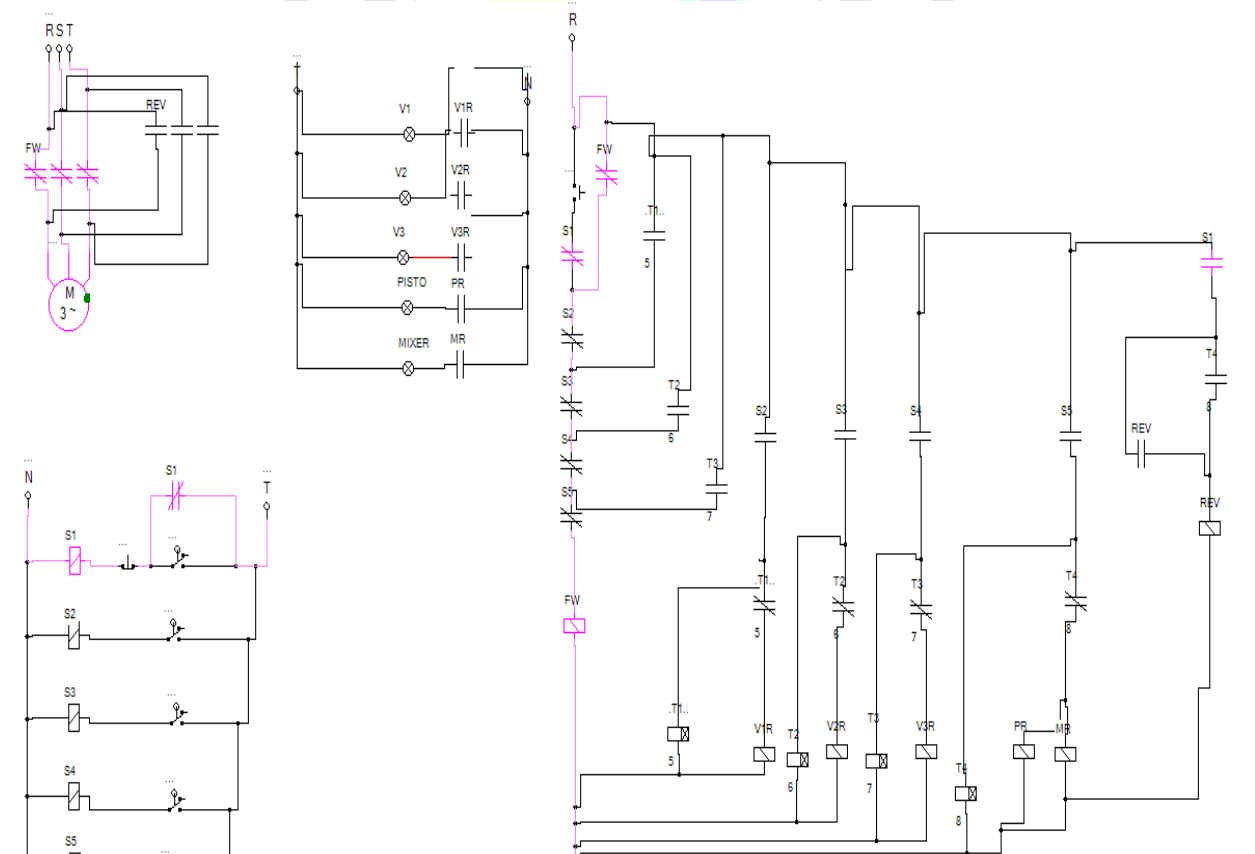 ...
R S T
REV
FW
...
M
3 ~
...
T
N
V1
V1R
V2
V2R
V3
V3R
PISTO
PR
MIXER
MR
...
N
S1
...
T
S1
...
...
S2
...
S3
...
S4
...
S5
...
...
R
FW
...
S1
.T1..
5
S2
S3
T2
6
S4
T3
7
S5
FW
S2
S3
S4
S5
S1
T4
8
REV
REV
.T1..
5
T2
6
T3
7
T4
8
.T1..
5
V1R
T2
6
V2R
T3
7
V3R
T4
8
PR
MR